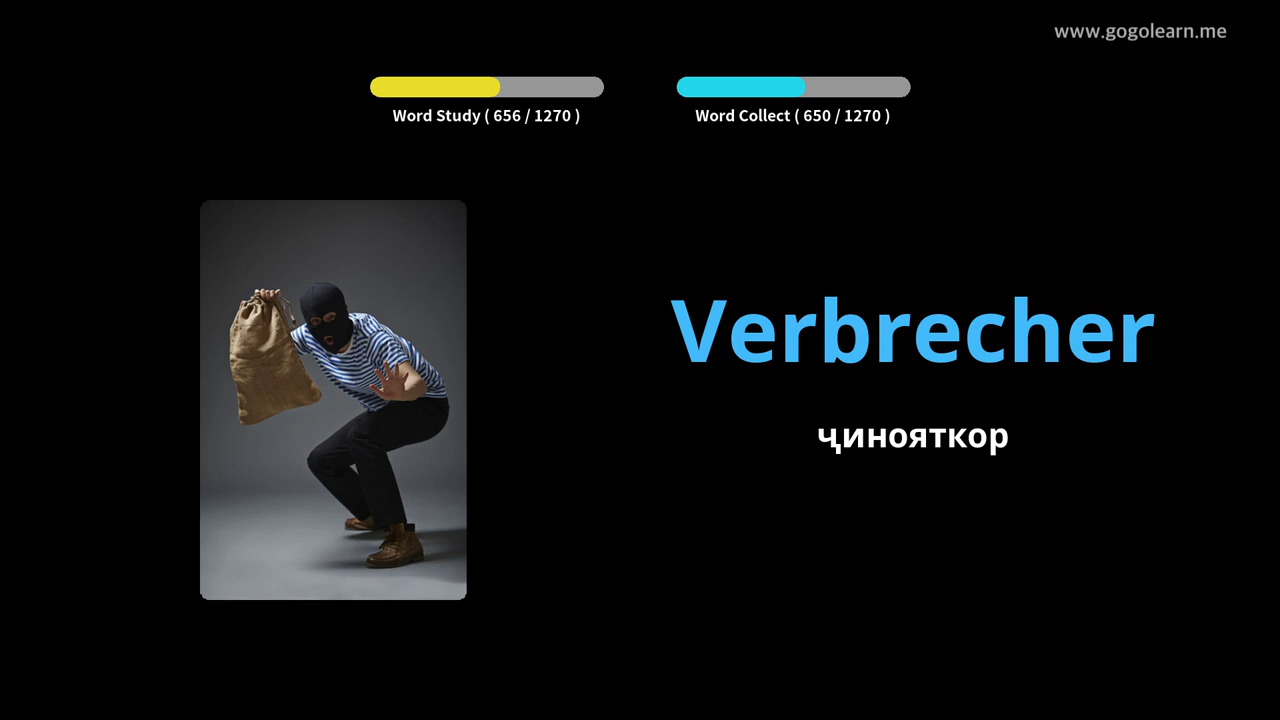 www.gogolearn.me
Word Study ( 656 / 1270 )
Word Collect ( 650 / 1270 )
Verbrecher
ҷинояткор